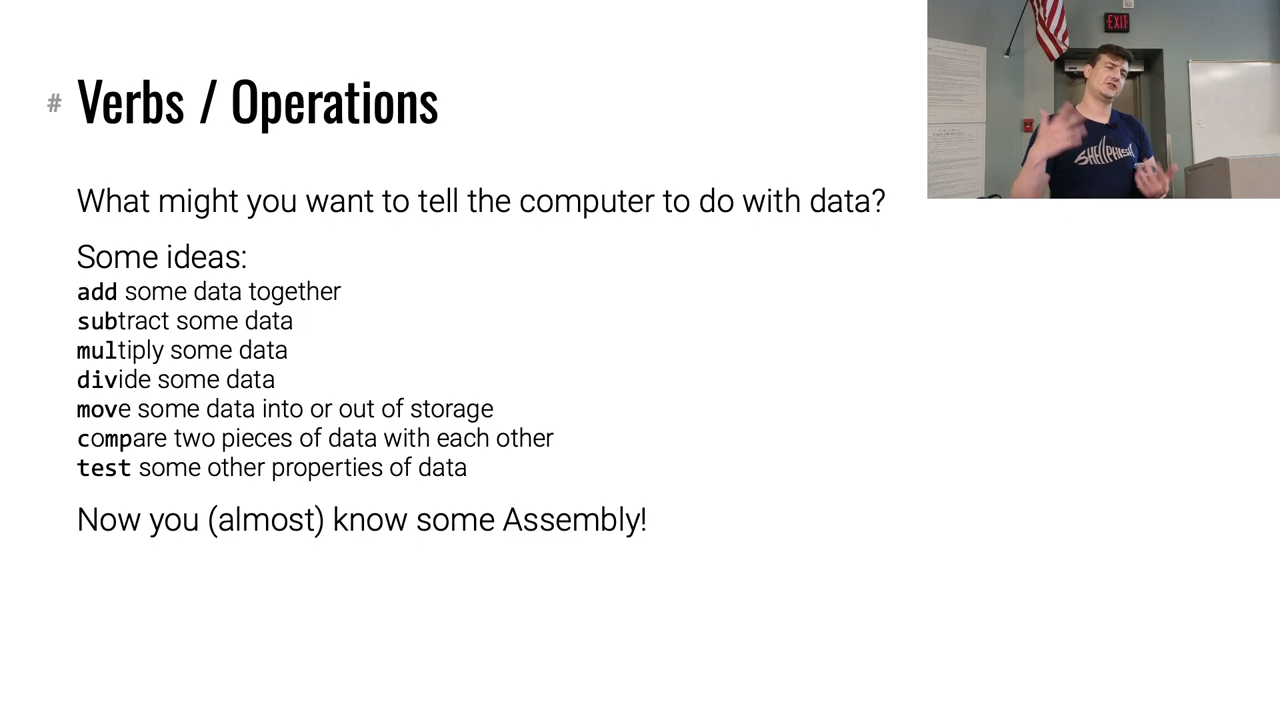 # Verbs / Operations
What might you want to tell the computer to do with data?
Some ideas:
add some data together
subtract some data
multiply some data
divide some data
move some data into or out of storage
compare two pieces of data with each other
test some other properties of data
Now you (almost) know some Assembly!
EXIT
SHELLPHISH